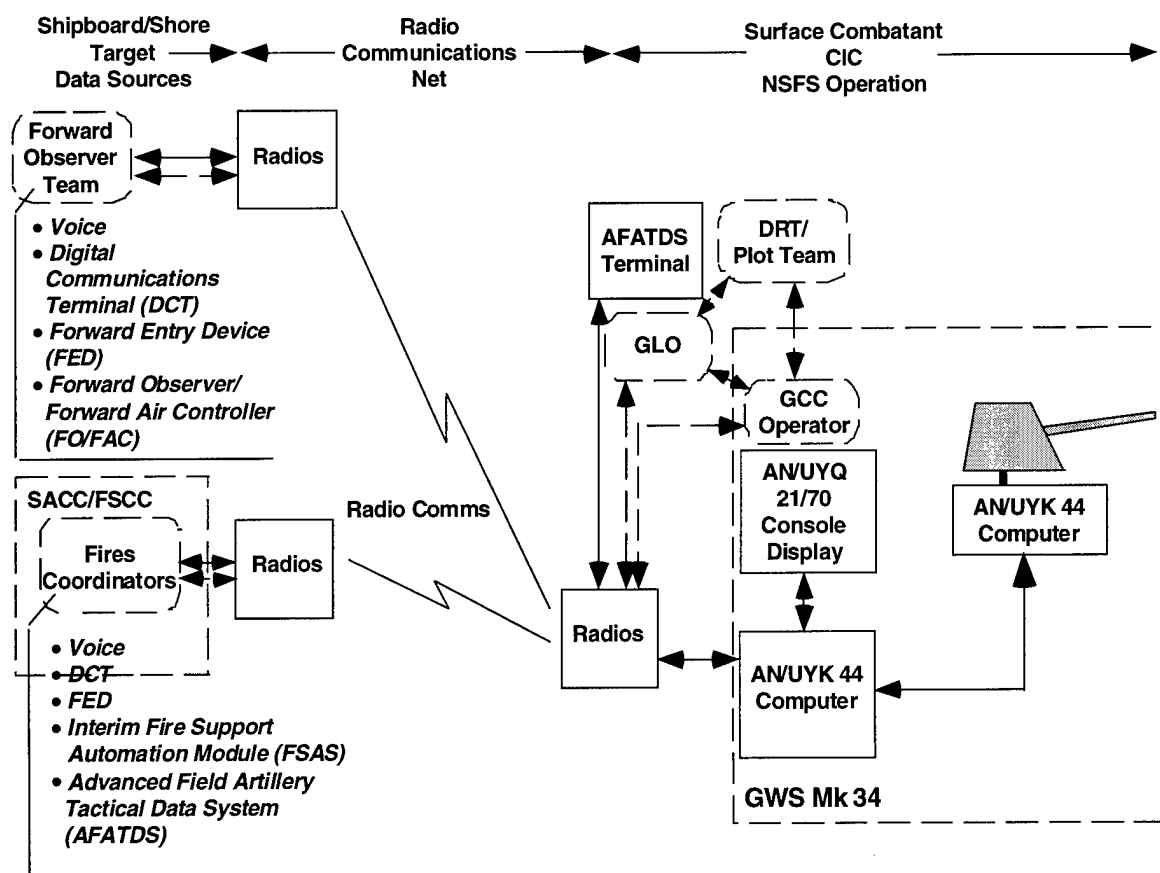 Shipboard/Shore
Target
Data Sources
Radio
Communications
Net
Surface Combatant
CIC
NSFS Operation
Forward
Observer
Team
Radios
• Voice
• Digital
Communications
Terminal (DCT)
• Forward Entry Device
(FED)
• Forward Observer/
Forward Air Controller
(FO/FAC)
AFATDS
Terminal
DRT/
Plot Team
GLO
GCC
Operator
AN/UYQ
21/70
Console
Display
AN/UYK 44
Computer
SACC/FSCC
Fires
Coordinators
Radios
Radio Comms
Radios
AN/UYK 44
Computer
GWS Mk 34
• Voice
• DCT
• FED
• Interim Fire Support
Automation Module (FSAS)
• Advanced Field Artillery
Tactical Data System
(AFATDS)